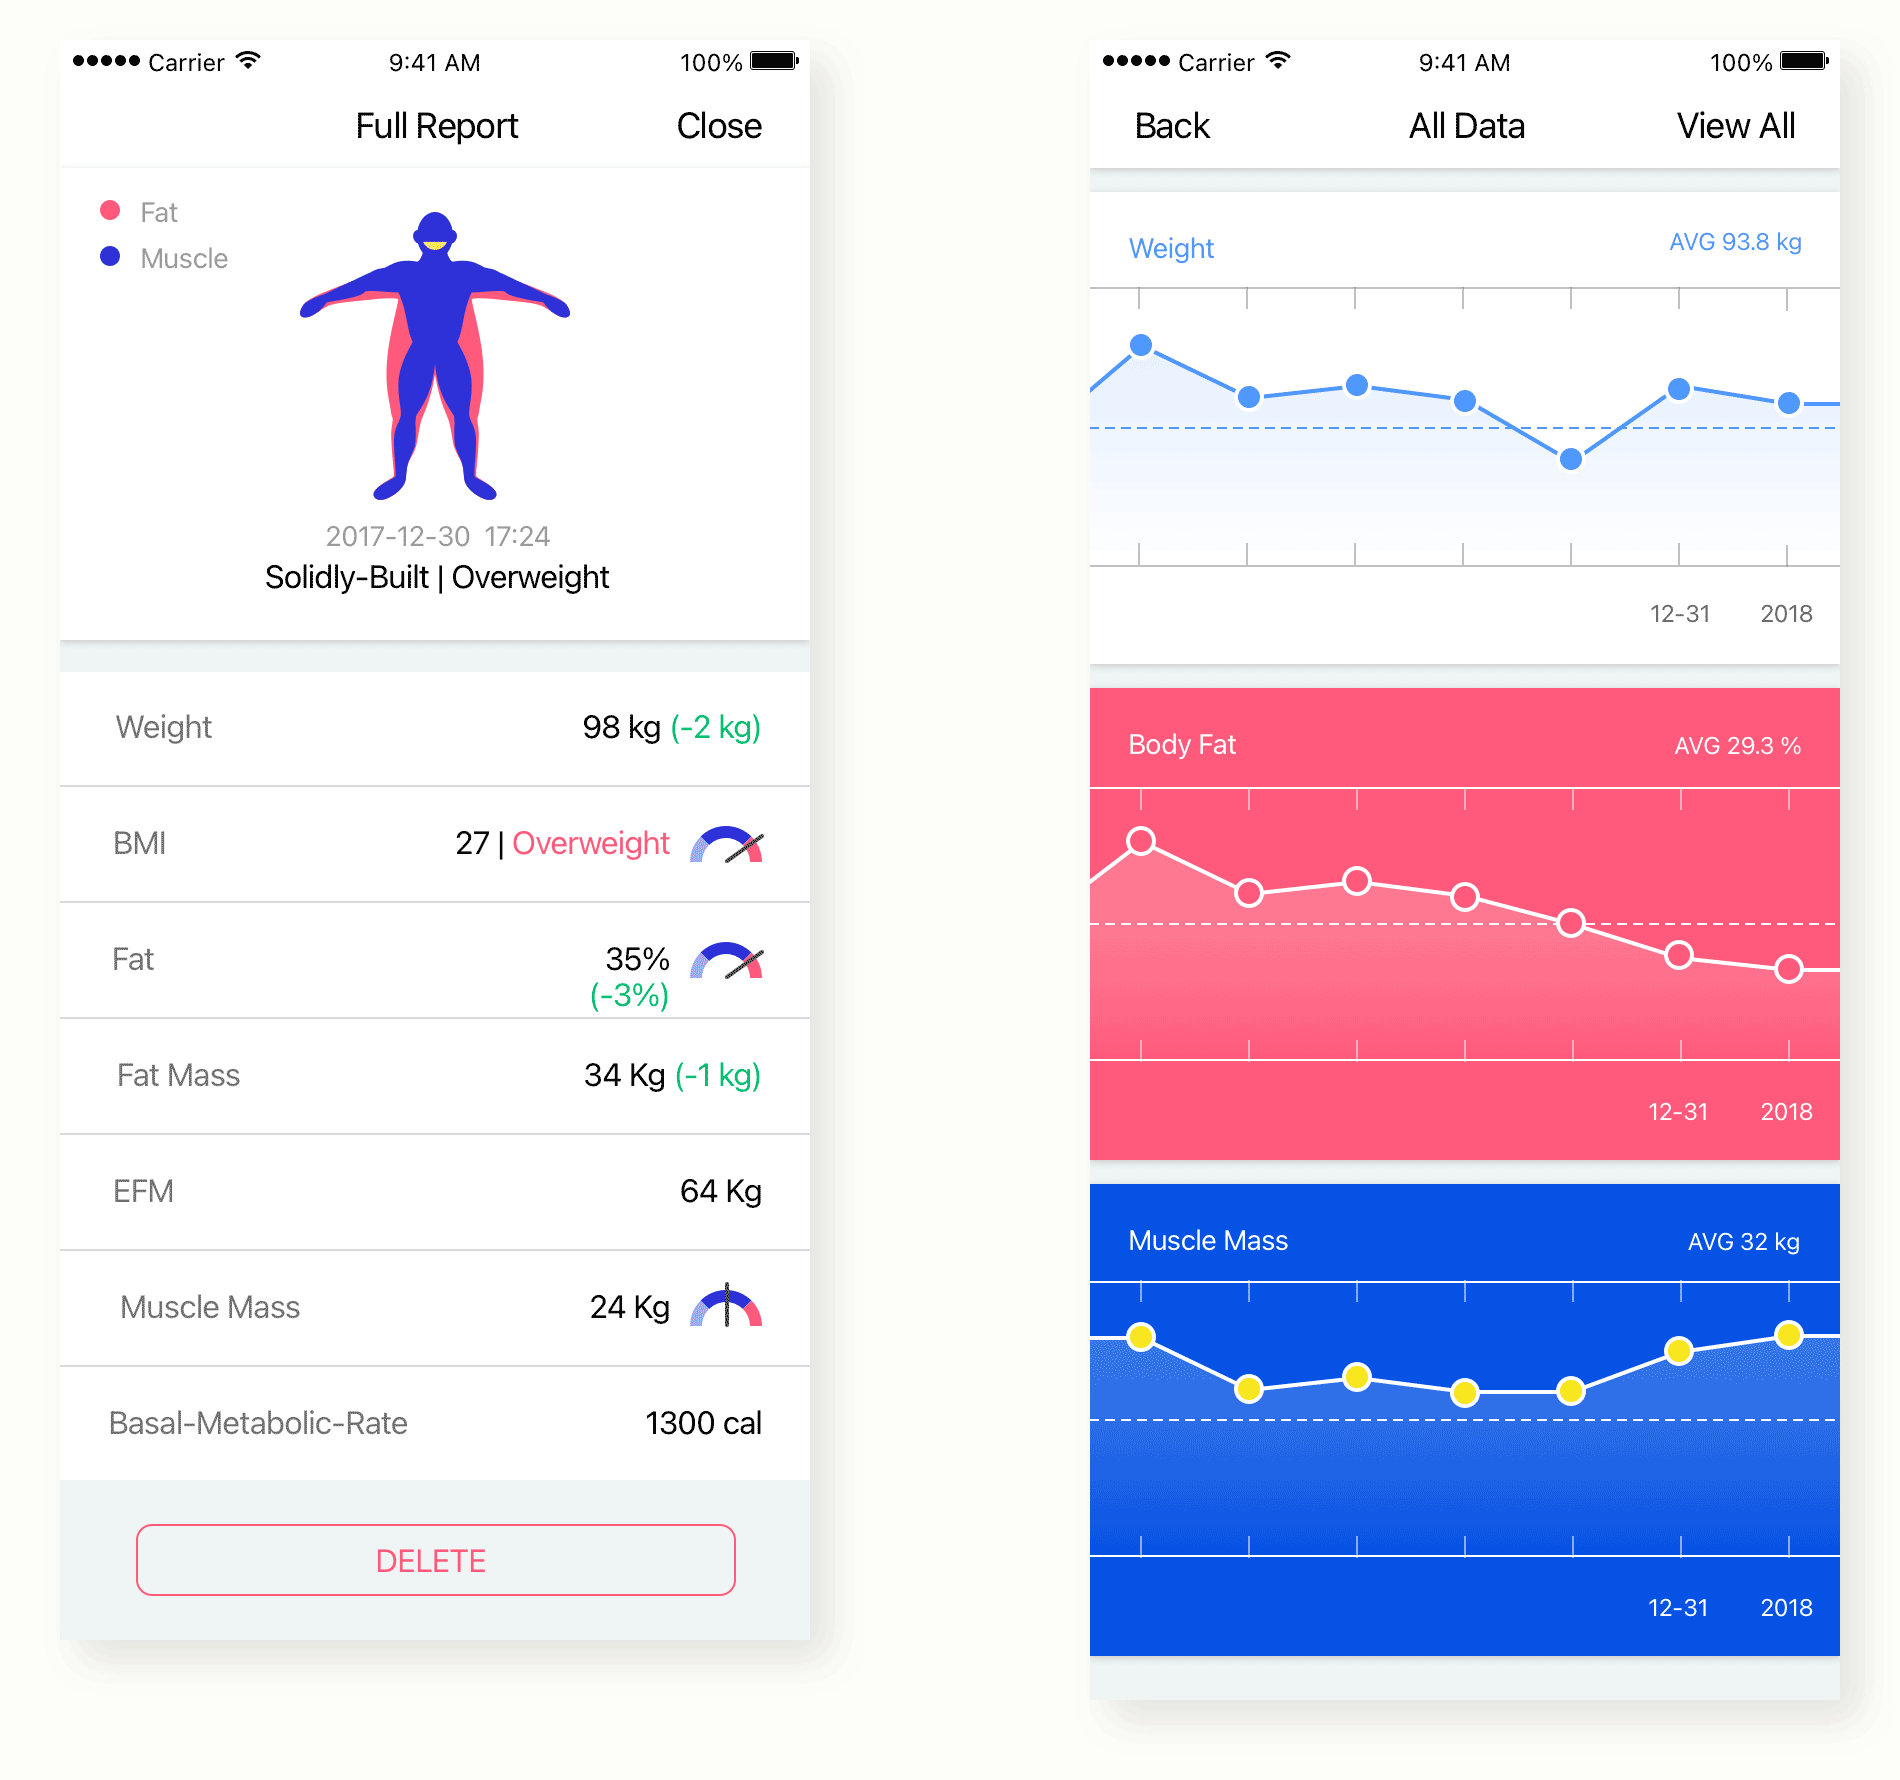 Carrier 9:41 AM 100%
Full Report Close
Fat
Muscle
2017-12-30 17:24
Solidly-Built | Overweight
Weight 98 kg (-2 kg)
BMI 27 | Overweight
Fat 35%
(-3%)
Fat Mass 34 Kg (-1 kg)
EFM 64 Kg
Muscle Mass 24 Kg
Basal-Metabolic-Rate 1300 cal
DELETE
Carrier 9:41 AM 100%
Back All Data View All
Weight AVG 93.8 kg
12-31 2018
Body Fat AVG 29.3 %
12-31 2018
Muscle Mass AVG 32 kg
12-31 2018